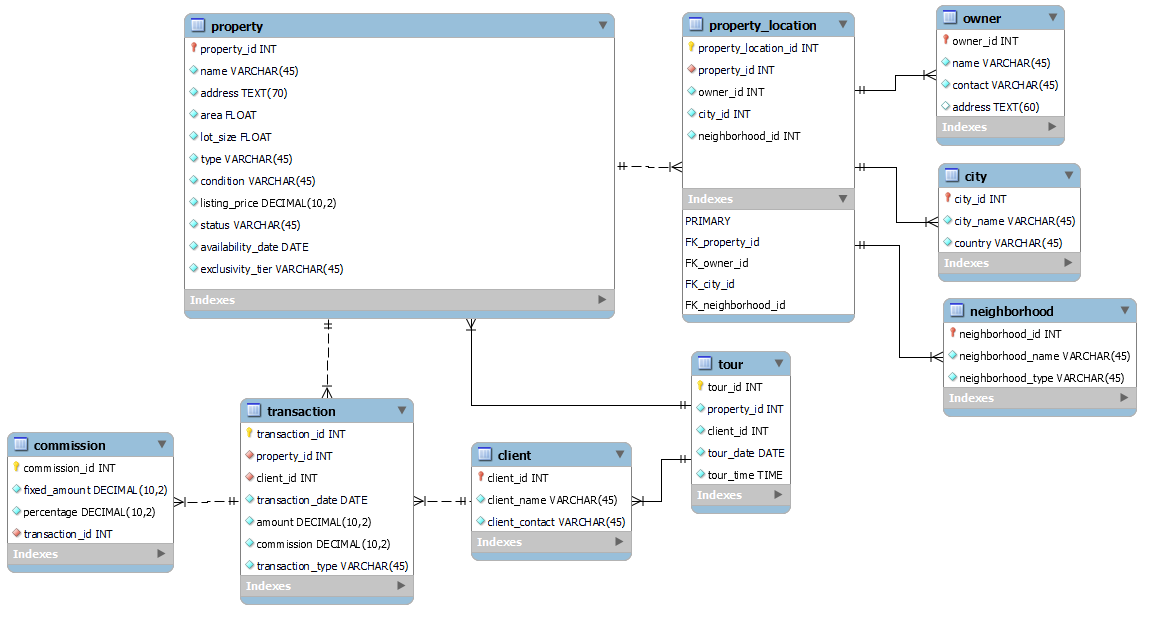 property
property_id INT
name VARCHAR(45)
address TEXT(70)
area FLOAT
lot_size FLOAT
type VARCHAR(45)
condition VARCHAR(45)
listing_price DECIMAL(10,2)
status VARCHAR(45)
availability_date DATE
exclusivity_tier VARCHAR(45)
Indexes
property_location
property_location_id INT
property_id INT
owner_id INT
city_id INT
neighborhood_id INT
Indexes
PRIMARY
FK_property_id
FK_owner_id
FK_city_id
FK_neighborhood_id
owner
owner_id INT
name VARCHAR(45)
contact VARCHAR(45)
address TEXT(60)
Indexes
city
city_id INT
city_name VARCHAR(45)
country VARCHAR(45)
Indexes
neighborhood
neighborhood_id INT
neighborhood_name VARCHAR(45)
neighborhood_type VARCHAR(45)
Indexes
tour
tour_id INT
property_id INT
client_id INT
tour_date DATE
tour_time TIME
Indexes
commission
commission_id INT
fixed_amount DECIMAL(10,2)
percentage DECIMAL(10,2)
transaction_id INT
Indexes
transaction
transaction_id INT
property_id INT
client_id INT
transaction_date DATE
amount DECIMAL(10,2)
commission DECIMAL(10,2)
transaction_type VARCHAR(45)
Indexes
client
client_id INT
client_name VARCHAR(45)
client_contact VARCHAR(45)
Indexes